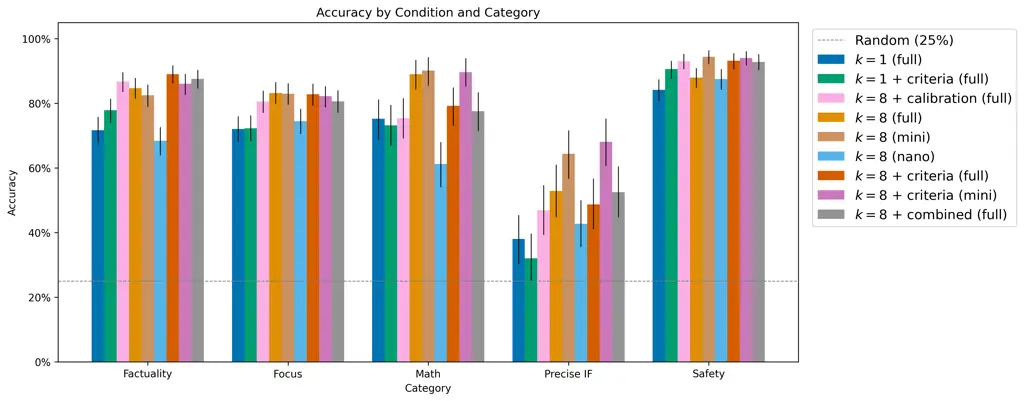 Accuracy by Condition and Category
100%
80%
60%
40%
20%
0%
Accuracy
Factuality
Focus
Math
Precise IF
Safety
Category
Random (25%)
k = 1 (full)
k = 1 + criteria (full)
k = 8 + calibration (full)
k = 8 (full)
k = 8 (mini)
k = 8 (nano)
k = 8 + criteria (full)
k = 8 + criteria (mini)
k = 8 + combined (full)